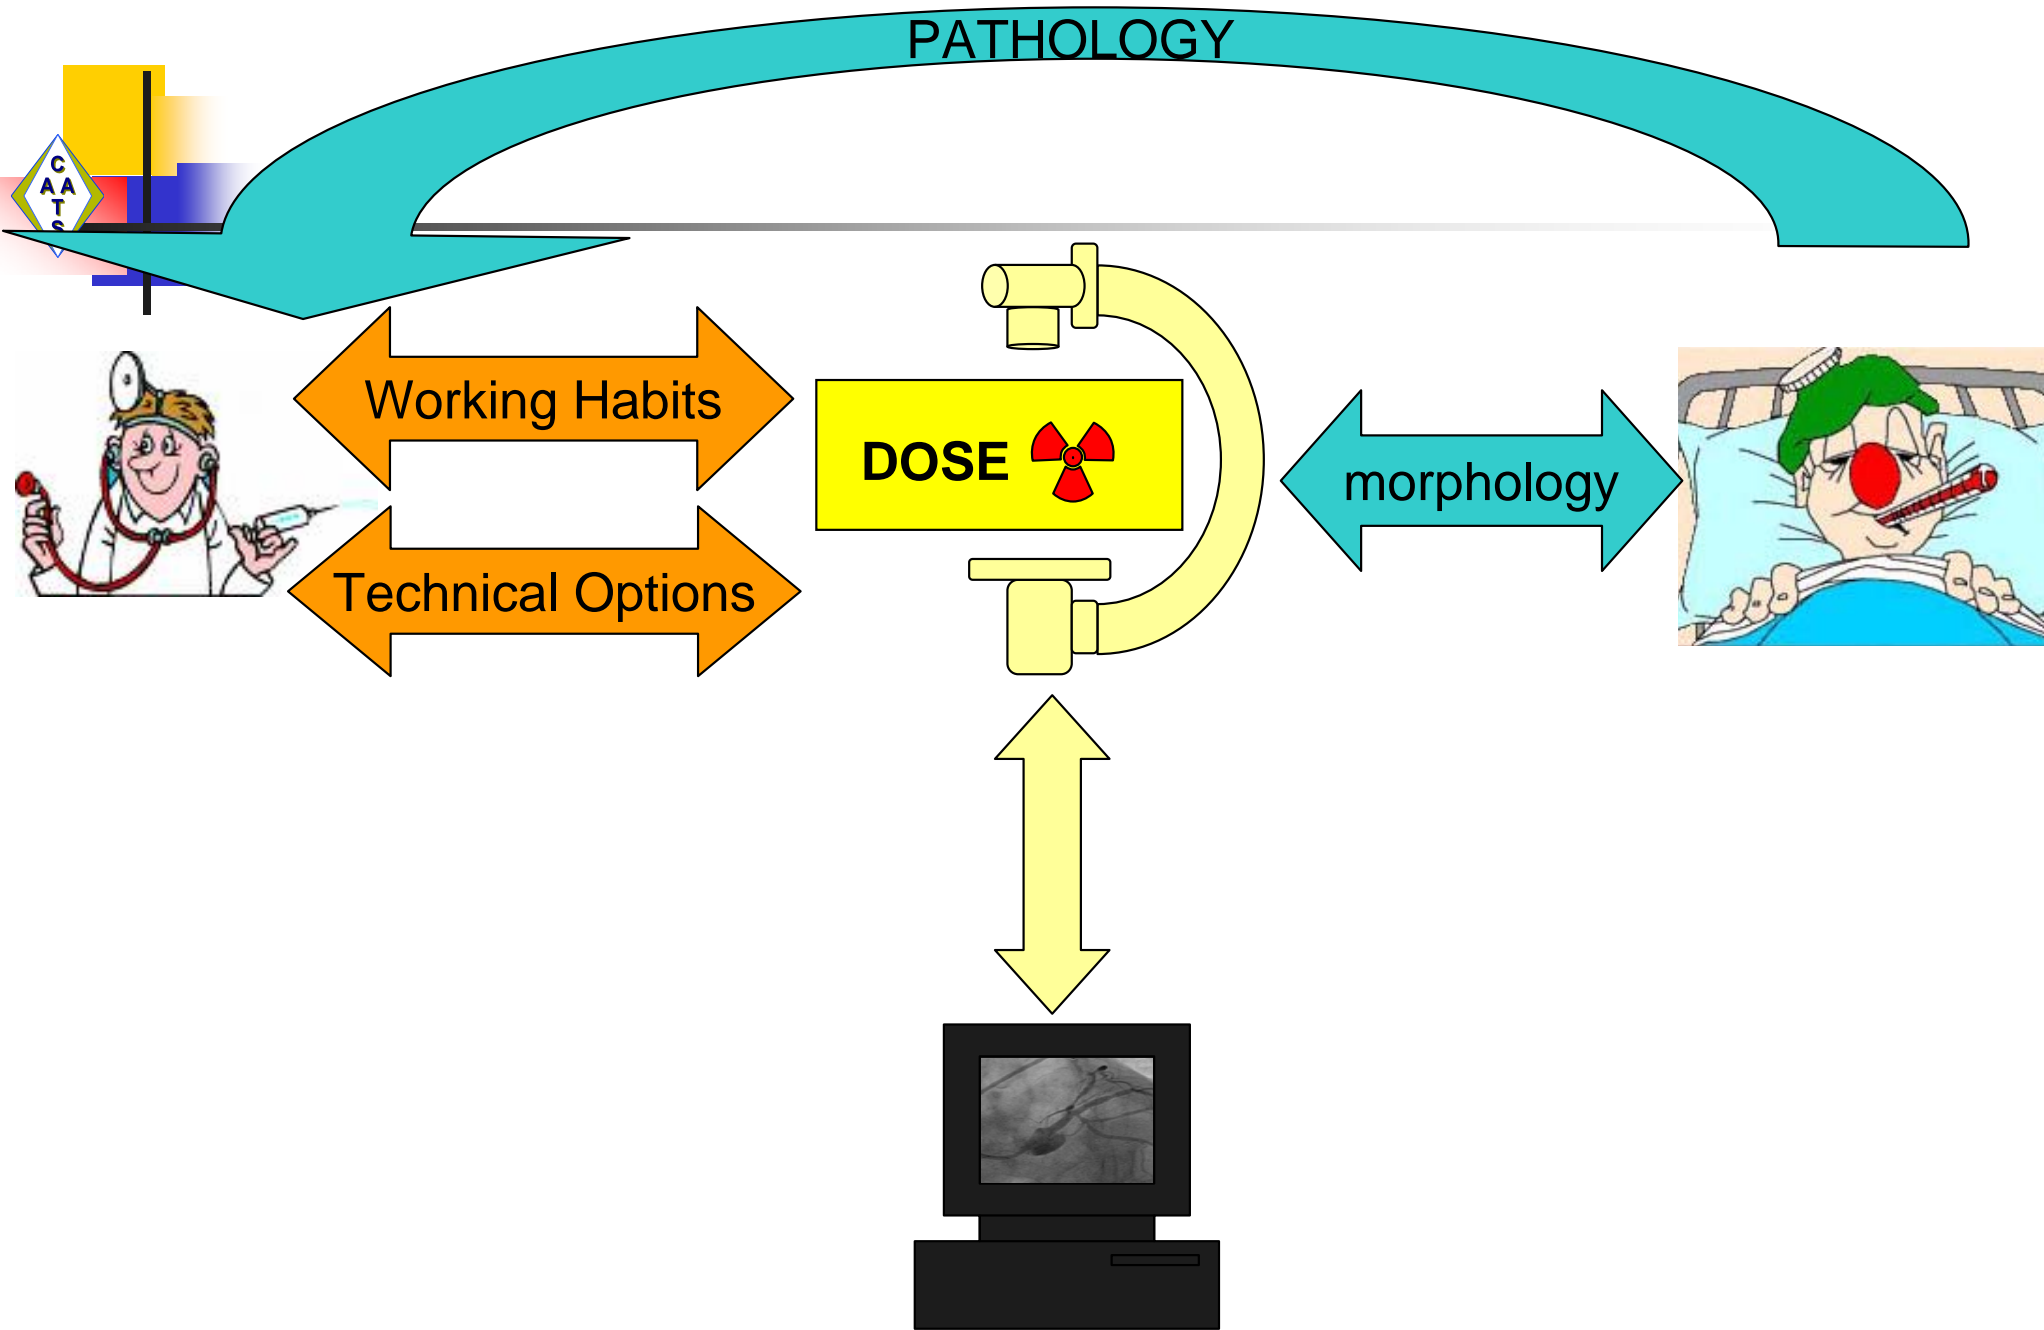 PATHOLOGY
C
A A
T
S
Working Habits
DOSE
morphology
Technical Options